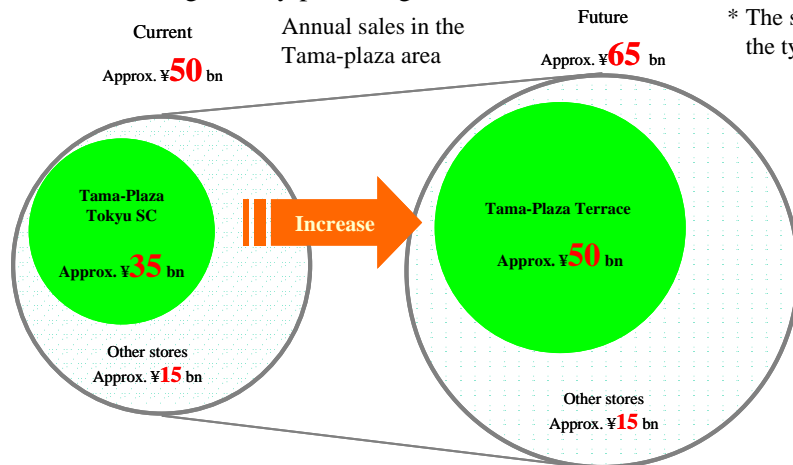 Current
Approx. ¥50 bn
Annual sales in the
Tama-plaza area
Future
Approx. ¥65 bn
* The s
the ty
Tama-Plaza
Tokyu SC
Approx. ¥35 bn
Increase
Tama-Plaza Terrace
Approx. ¥50 bn
Other stores
Approx. ¥15 bn
Other stores
Approx. ¥15 bn